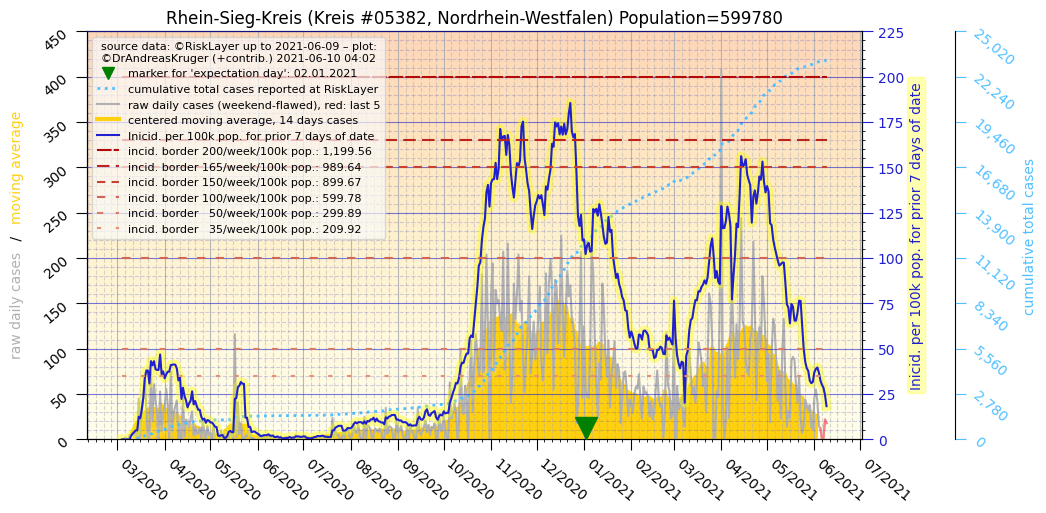 Rhein-Sieg-Kreis (Kreis #05382, Nordrhein-Westfalen) Population=599780
source data: ©RiskLayer up to 2021-06-09 – plot:
©DrAndreasKruger (+contrib.) 2021-06-10 04:02
marker for 'expectation day': 02.01.2021
cumulative total cases reported at RiskLayer
raw daily cases (weekend-flawed), red: last 5
centered moving average, 14 days cases
Inicid. per 100k pop. for prior 7 days of date
incid. border 200/week/100k pop.: 1,199.56
incid. border 165/week/100k pop.: 989.64
incid. border 150/week/100k pop.: 899.67
incid. border 100/week/100k pop.: 599.78
incid. border 50/week/100k pop.: 299.89
incid. border 35/week/100k pop.: 209.92
raw daily cases / moving average
450
400
350
300
250
200
150
100
50
0
225
200
175
150
125
100
75
50
25
0
Inicid. per 100k pop. for prior 7 days of date
25,020
22,240
19,460
16,680
13,900
11,120
8,340
5,560
2,780
0
cumulative total cases
03/2020
04/2020
05/2020
06/2020
07/2020
08/2020
09/2020
10/2020
11/2020
12/2020
01/2021
02/2021
03/2021
04/2021
05/2021
06/2021
07/2021